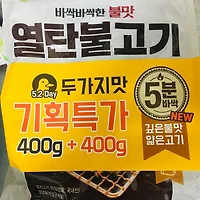 바싹바싹한 불맛
열탄불고기
5.2-Day
두가지맛
기획특가
400g + 400g
5분
바싹
NEW
깊은불맛
얇은고기